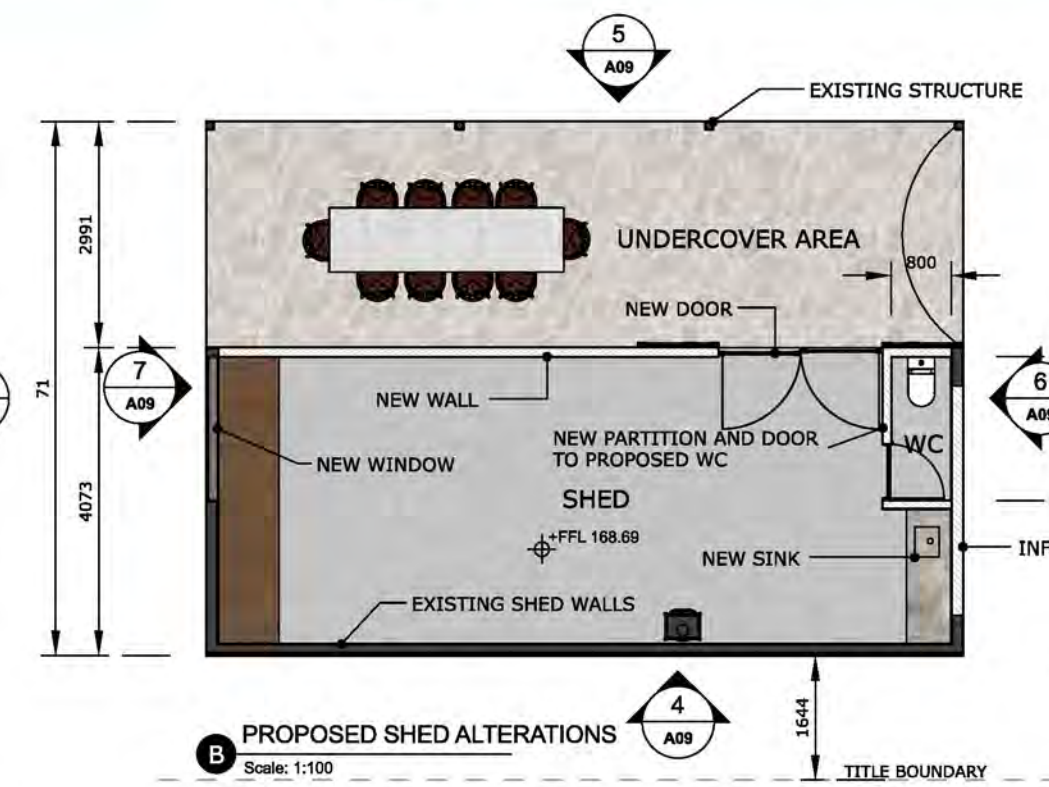 5
A09
EXISTING STRUCTURE
2991
UNDERCOVER AREA
800
NEW DOOR
71
7
A09
6
A09
NEW WALL
NEW PARTITION AND DOOR
TO PROPOSED WC
WC
NEW WINDOW
4073
SHED
+FFL 168.69
NEW SINK
INF
EXISTING SHED WALLS
4
A09
1644
B
PROPOSED SHED ALTERATIONS
Scale: 1:100
TITLE BOUNDARY